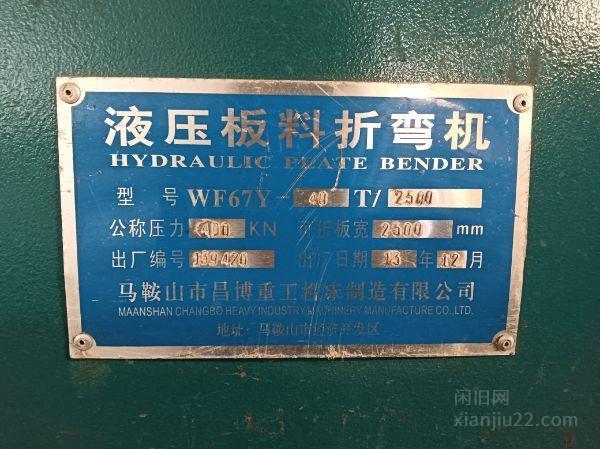 液压板料折弯机
HYDRAULIC PLATE BENDER
型 号 WF67Y-40 T/2500
公称压力 400 KN 可折板宽 2500 mm
出厂编号 139420 出厂日期 13 年 12 月
马鞍山市昌博重工机床制造有限公司
MAANSHAN CHANGBO HEAVY INDUSTRY MACHINERY MANUFACTURE CO.,LTD.
地址: 马鞍山市经济开发区
闲旧网
xianjiu22.com